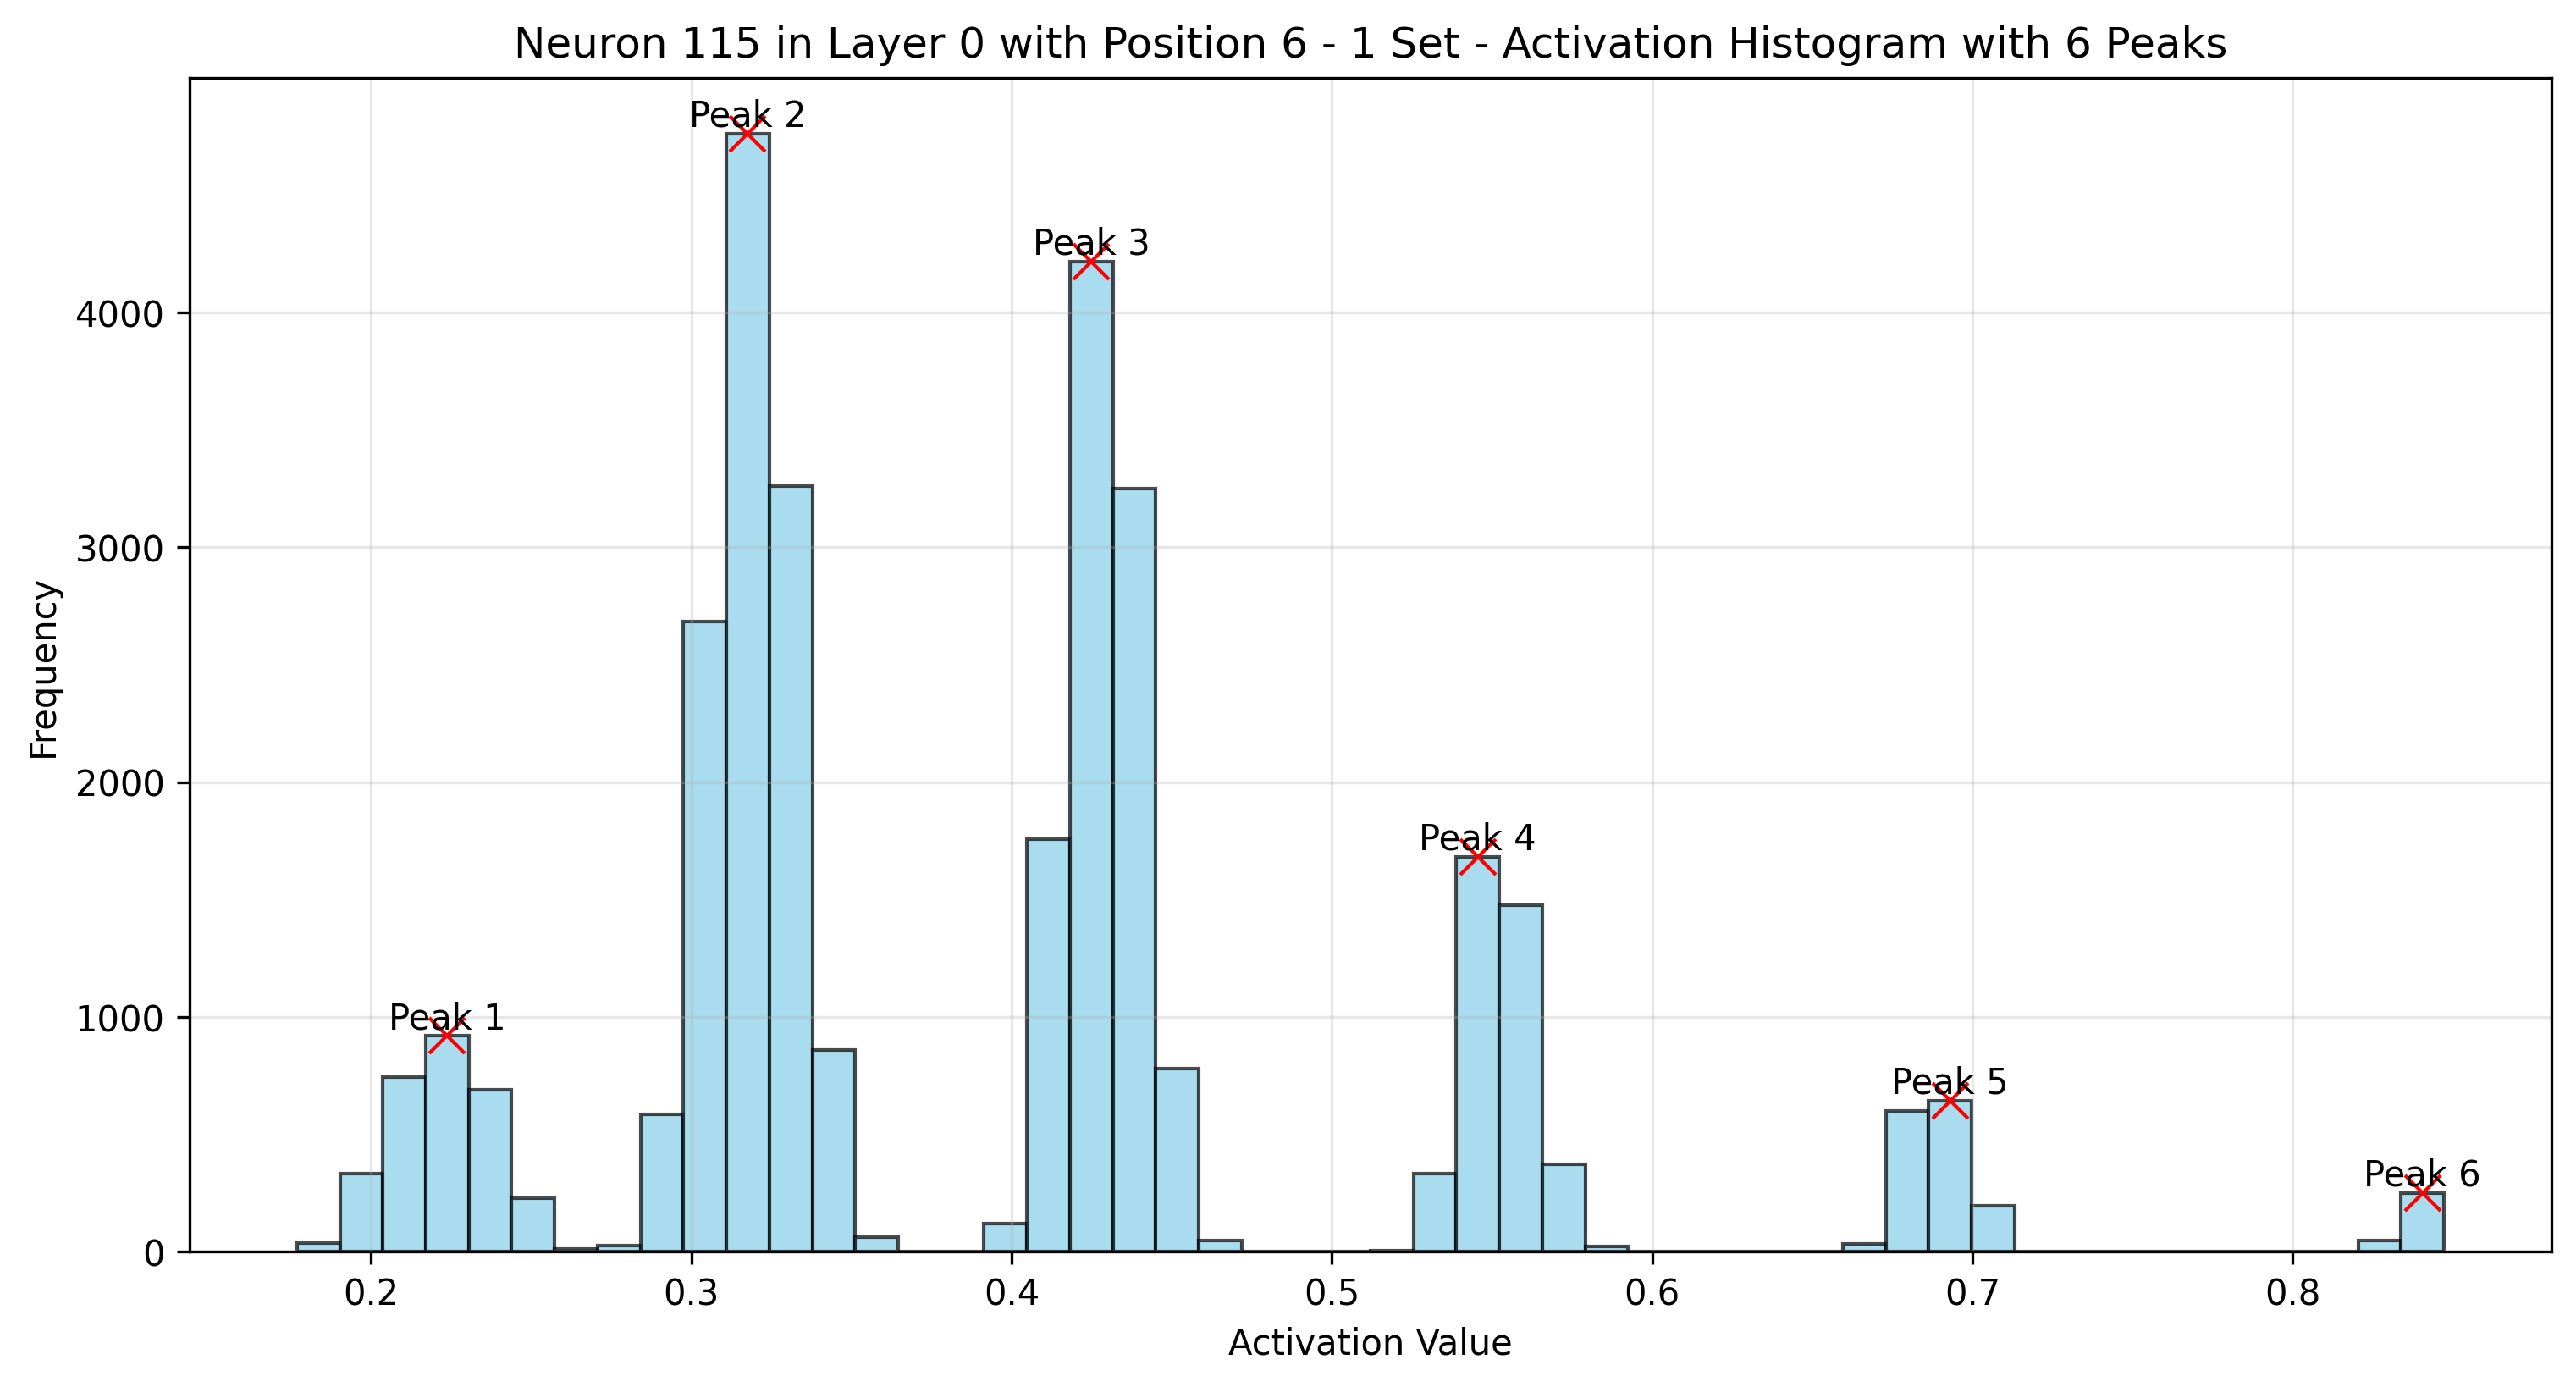 Neuron 115 in Layer 0 with Position 6 - 1 Set - Activation Histogram with 6 Peaks
Peak 2
Peak 3
4000
3000
Frequency
2000
Peak 4
Peak 1
1000
Peak 5
Peak 6
0
0.2 0.3 0.4 0.5 0.6 0.7 0.8
Activation Value